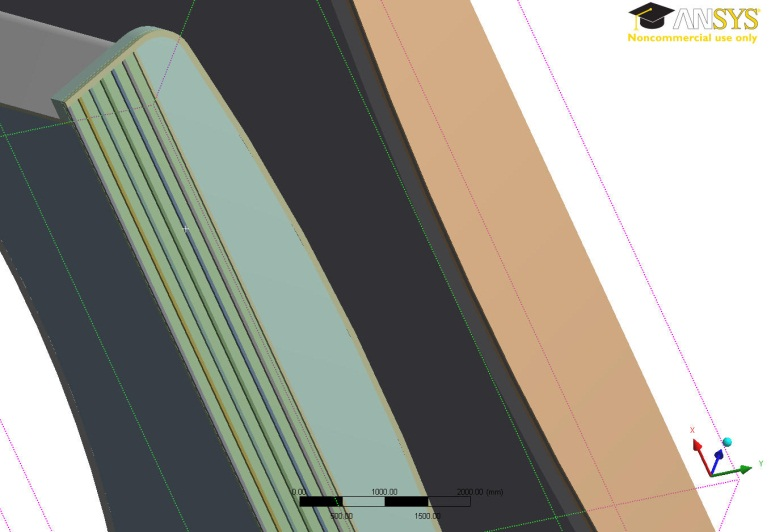 ANSYS
Noncommercial use only
X
Y
0.00 1000.00 2000.00 (mm)
500.00 1500.00